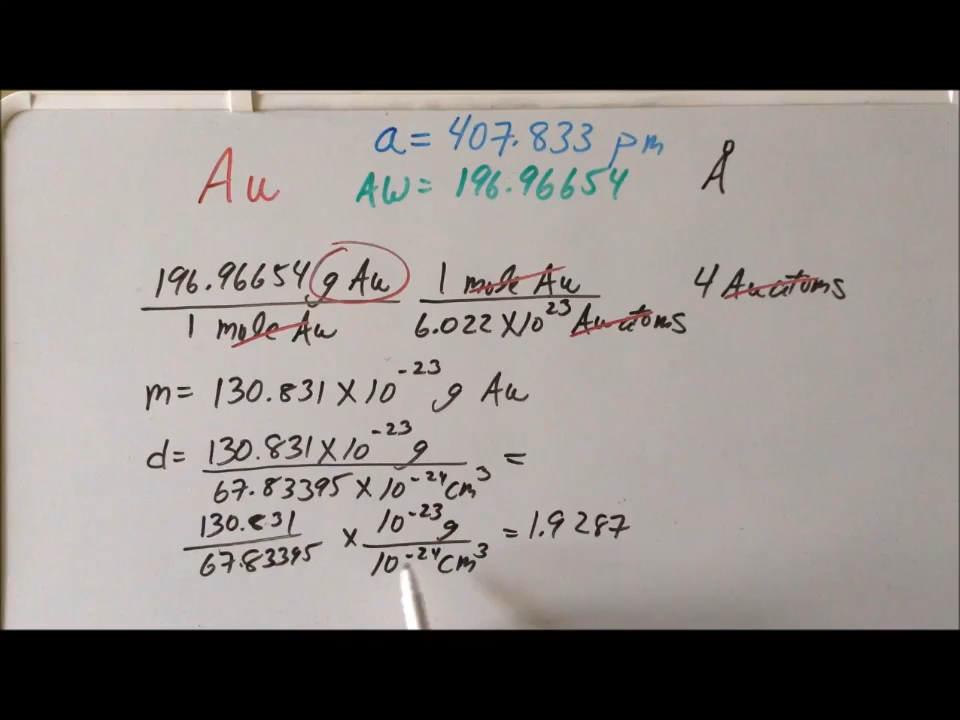 a = 407.833 pm
Au AW = 196.96654 Å
196.96654 g Au 1 mole Au 4 Au atoms
1 mole Au 6.022 X 10^23 Au atoms
m = 130.831 X 10^-23 g Au
d = 130.831 X 10^-23 g =
67.83395 X 10^-24 cm^3
130.831 x 10^-23 g = 1.9287
67.83395 10^-24 cm^3